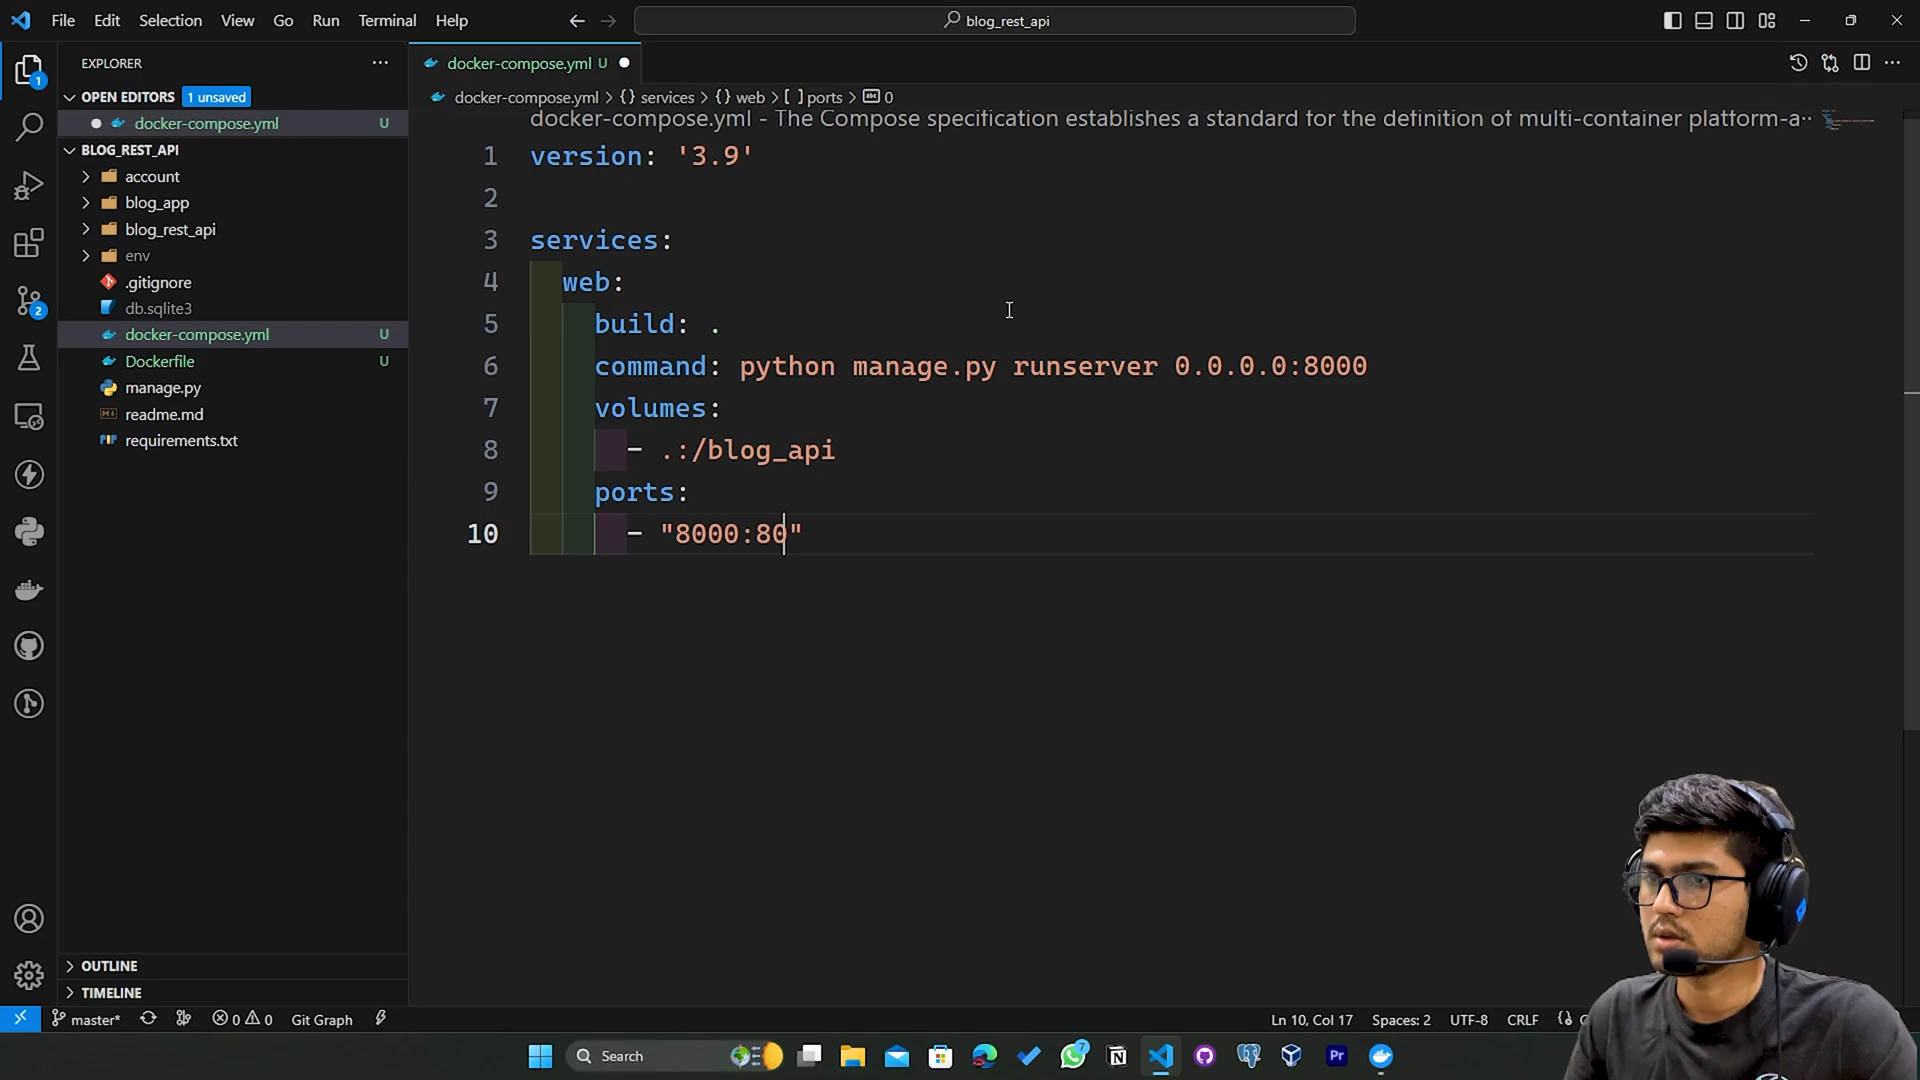 File Edit Selection View Go Run Terminal Help
blog_rest_api
EXPLORER
OPEN EDITORS 1 unsaved
docker-compose.yml U
BLOG_REST_API
account
blog_app
blog_rest_api
env
.gitignore
db.sqlite3
docker-compose.yml U
Dockerfile U
manage.py
readme.md
requirements.txt
OUTLINE
TIMELINE
1
2
docker-compose.yml U
docker-compose.yml > {} services > {} web > [ ] ports > abc 0
docker-compose.yml - The Compose specification establishes a standard for the definition of multi-container platform-a...
1 version: '3.9'
2
3 services:
4 web:
5 build: .
6 command: python manage.py runserver 0.0.0.0:8000
7 volumes:
8 - .:/blog_api
9 ports:
10 - "8000:80"
master* 0 0 Git Graph
Ln 10, Col 17 Spaces: 2 UTF-8 CRLF
Search
7
Pr